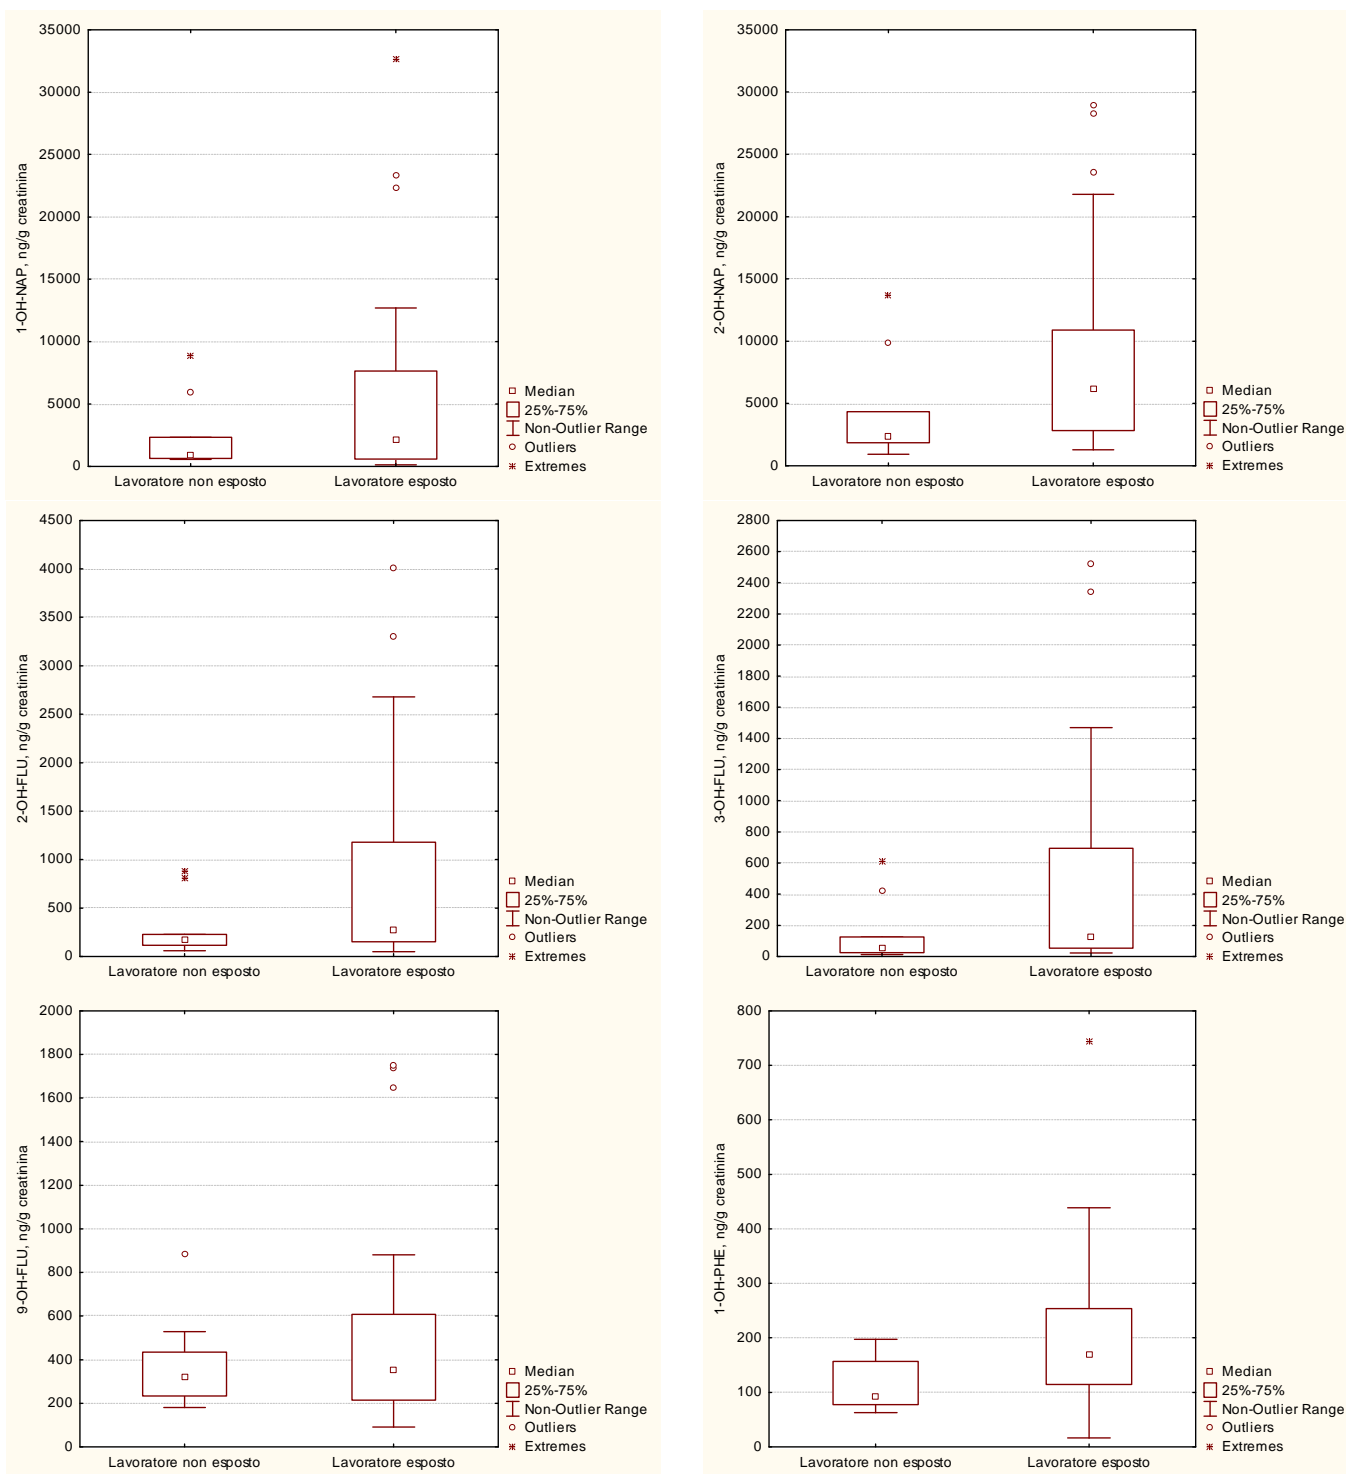 35000
30000
25000
20000
15000
10000
5000
0
1-OH-NAP, ng/g creatinina
Lavoratore non esposto
Lavoratore esposto
Median
25%-75%
Non-Outlier Range
Outliers
Extremes
35000
30000
25000
20000
15000
10000
5000
0
2-OH-NAP, ng/g creatinina
Lavoratore non esposto
Lavoratore esposto
Median
25%-75%
Non-Outlier Range
Outliers
Extremes
4500
4000
3500
3000
2500
2000
1500
1000
500
0
2-OH-FLU, ng/g creatinina
Lavoratore non esposto
Lavoratore esposto
Median
25%-75%
Non-Outlier Range
Outliers
Extremes
2800
2600
2400
2200
2000
1800
1600
1400
1200
1000
800
600
400
200
0
3-OH-FLU, ng/g creatinina
Lavoratore non esposto
Lavoratore esposto
Median
25%-75%
Non-Outlier Range
Outliers
Extremes
2000
1800
1600
1400
1200
1000
800
600
400
200
0
9-OH-FLU, ng/g creatinina
Lavoratore non esposto
Lavoratore esposto
Median
25%-75%
Non-Outlier Range
Outliers
Extremes
800
700
600
500
400
300
200
100
0
1-OH-PHE, ng/g creatinina
Lavoratore non esposto
Lavoratore esposto
Median
25%-75%
Non-Outlier Range
Outliers
Extremes